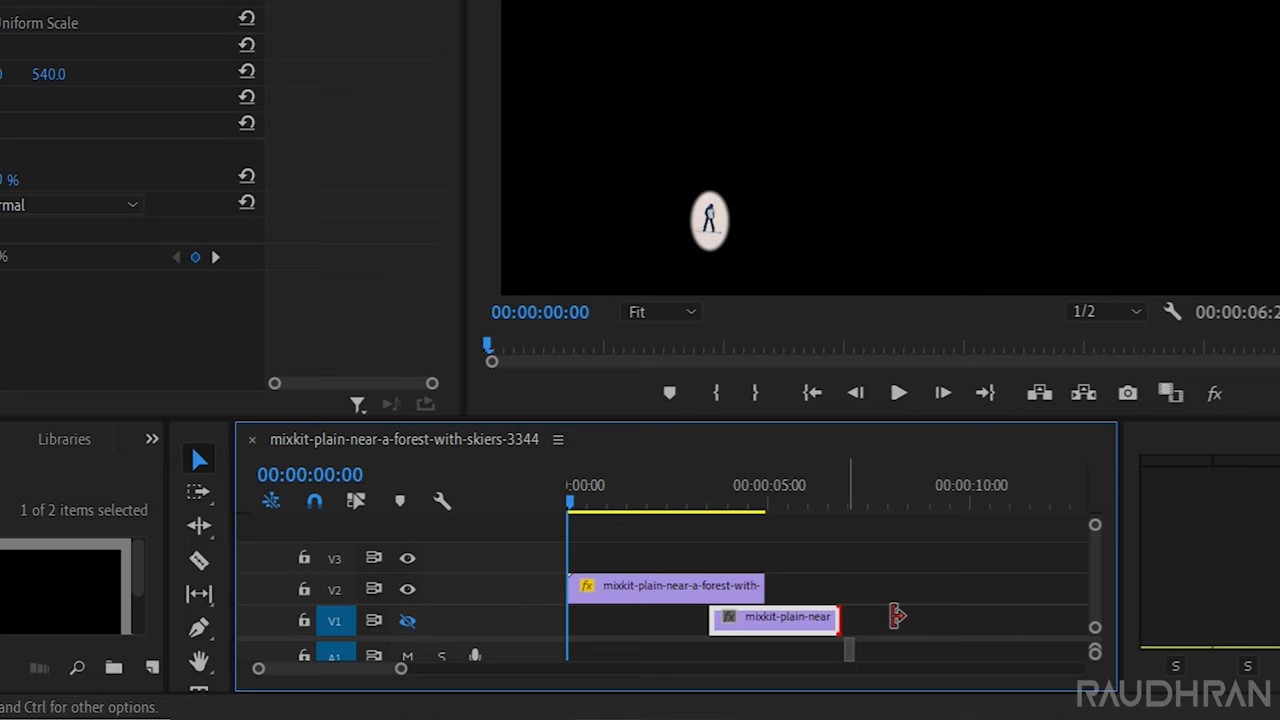 Uniform Scale
540.0
%
rmal
%
00:00:00:00
Fit
1/2
00:00:06:2
Libraries
mixkit-plain-near-a-forest-with-skiers-3344
00:00:00:00
:00:00
00:00:05:00
00:00:10:00
1 of 2 items selected
V3
V2
fx mixkit-plain-near-a-forest-with-
V1
fx mixkit-plain-near
A1
M
S
S
S
and Ctrl for other options.
RAUDHRAN